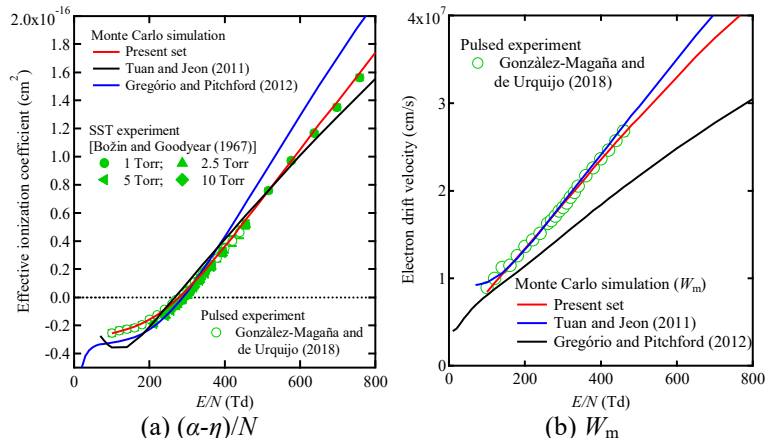 2.0x10⁻¹⁶
1.8
1.6
1.4
1.2
1.0
0.8
0.6
0.4
0.2
0.0
-0.2
-0.4
Effective ionization coefficient (cm²)
Monte Carlo simulation
Present set
Tuan and Jeon (2011)
Gregório and Pitchford (2012)
SST experiment
[Božin and Goodyear (1967)]
1 Torr; 2.5 Torr
5 Torr; 10 Torr
Pulsed experiment
Gonzàlez-Magaña and
de Urquijo (2018)
0 200 400 600 800
E/N (Td)
(a) (α-η)/N
4x10⁷
3
2
1
0
Electron drift velocity (cm/s)
Pulsed experiment
Gonzàlez-Magaña and
de Urquijo (2018)
Monte Carlo simulation (Wₘ)
Present set
Tuan and Jeon (2011)
Gregório and Pitchford (2012)
0 200 400 600 800
E/N (Td)
(b) Wₘ